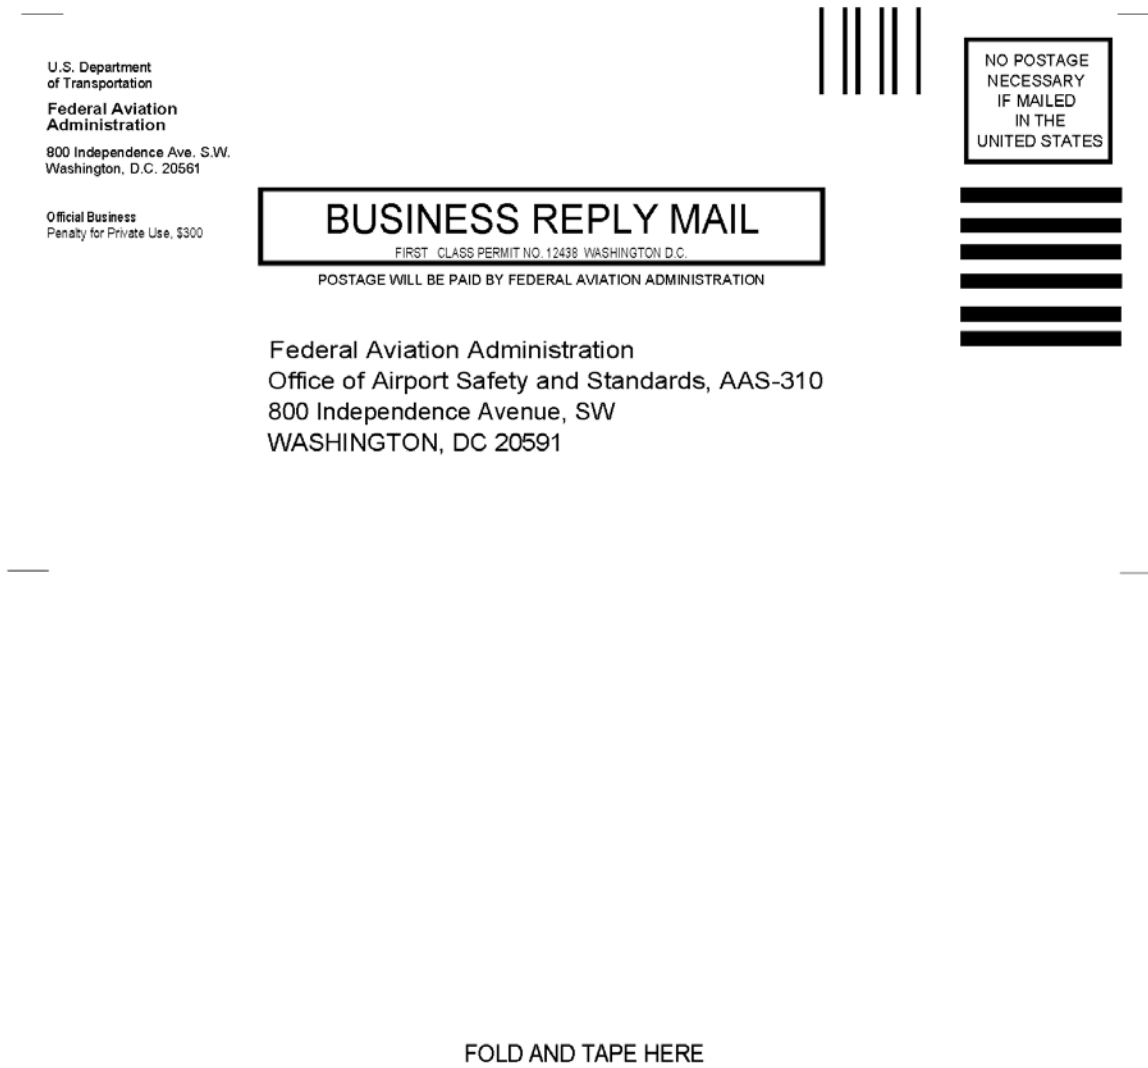 U.S. Department
of Transportation
Federal Aviation
Administration
800 Independence Ave. S.W.
Washington, D.C. 20561
Official Business
Penalty for Private Use, $300
NO POSTAGE
NECESSARY
IF MAILED
IN THE
UNITED STATES
BUSINESS REPLY MAIL
FIRST CLASS PERMIT NO. 12438 WASHINGTON D.C.
POSTAGE WILL BE PAID BY FEDERAL AVIATION ADMINISTRATION
Federal Aviation Administration
Office of Airport Safety and Standards, AAS-310
800 Independence Avenue, SW
WASHINGTON, DC 20591
FOLD AND TAPE HERE